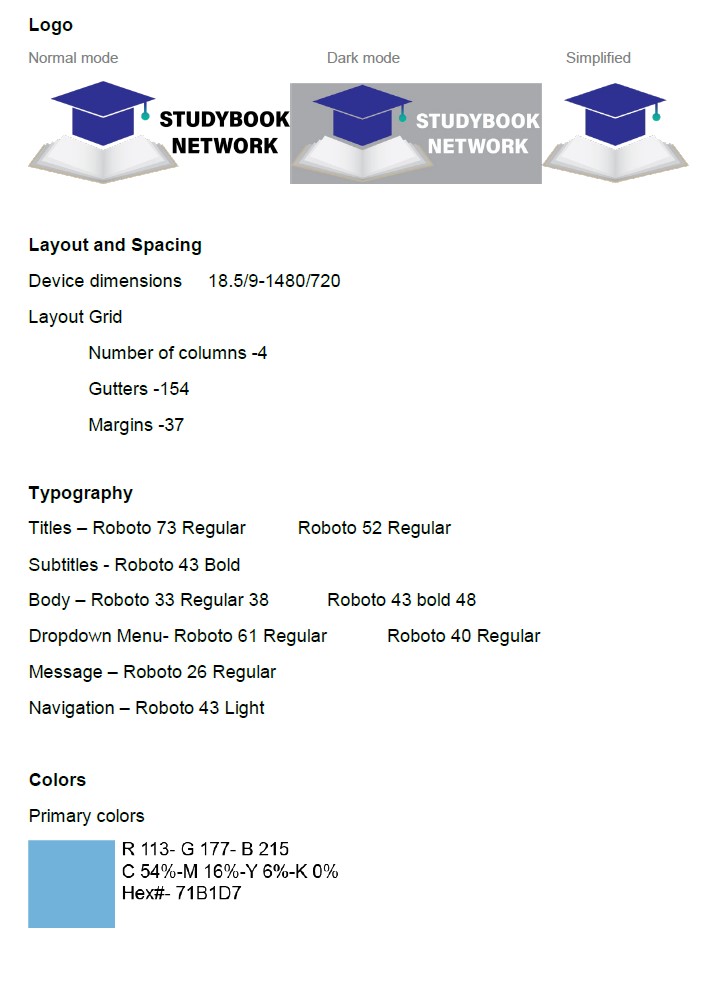 Logo
Normal mode Dark mode Simplified
STUDYBOOK
NETWORK
STUDYBOOK
NETWORK
Layout and Spacing
Device dimensions 18.5/9-1480/720
Layout Grid
Number of columns -4
Gutters -154
Margins -37
Typography
Titles – Roboto 73 Regular Roboto 52 Regular
Subtitles - Roboto 43 Bold
Body – Roboto 33 Regular 38 Roboto 43 bold 48
Dropdown Menu- Roboto 61 Regular Roboto 40 Regular
Message – Roboto 26 Regular
Navigation – Roboto 43 Light
Colors
Primary colors
R 113- G 177- B 215
C 54%-M 16%-Y 6%-K 0%
Hex#- 71B1D7